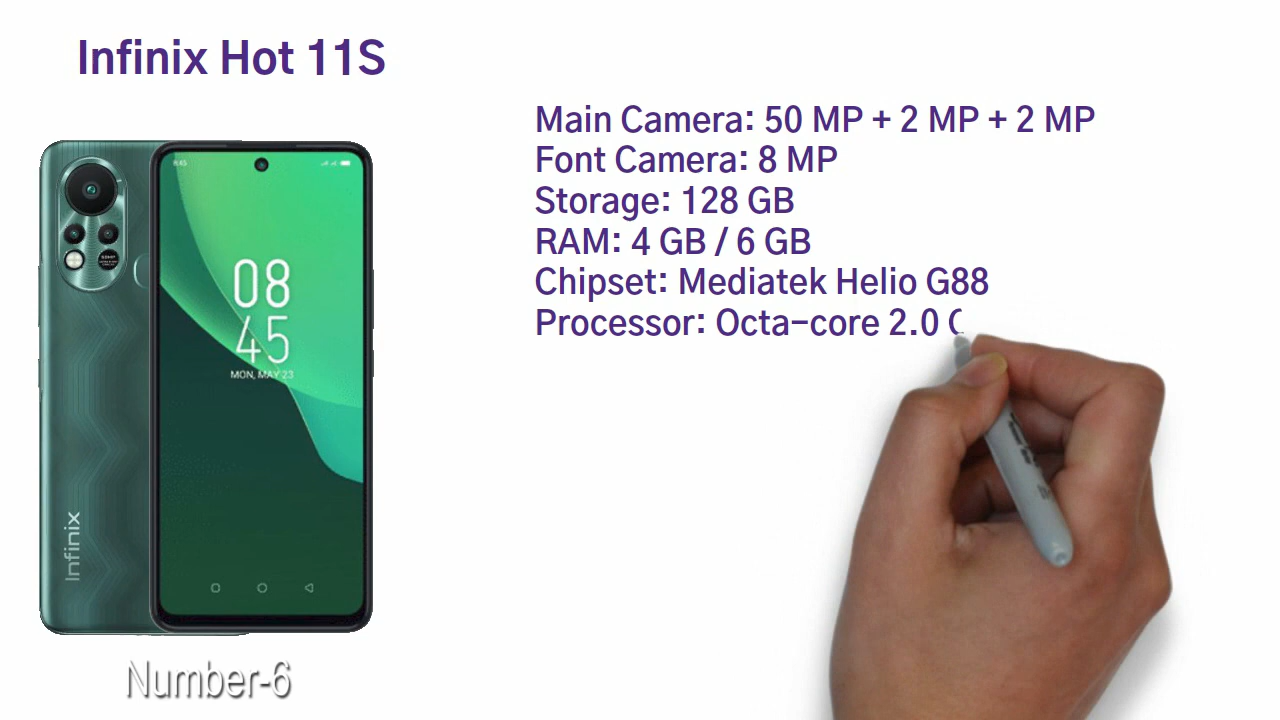 Infinix Hot 11S
Main Camera: 50 MP + 2 MP + 2 MP
Font Camera: 8 MP
Storage: 128 GB
RAM: 4 GB / 6 GB
Chipset: Mediatek Helio G88
Processor: Octa-core 2.0
8:45
08
45
MON, MAY 23
Infinix
Number-6